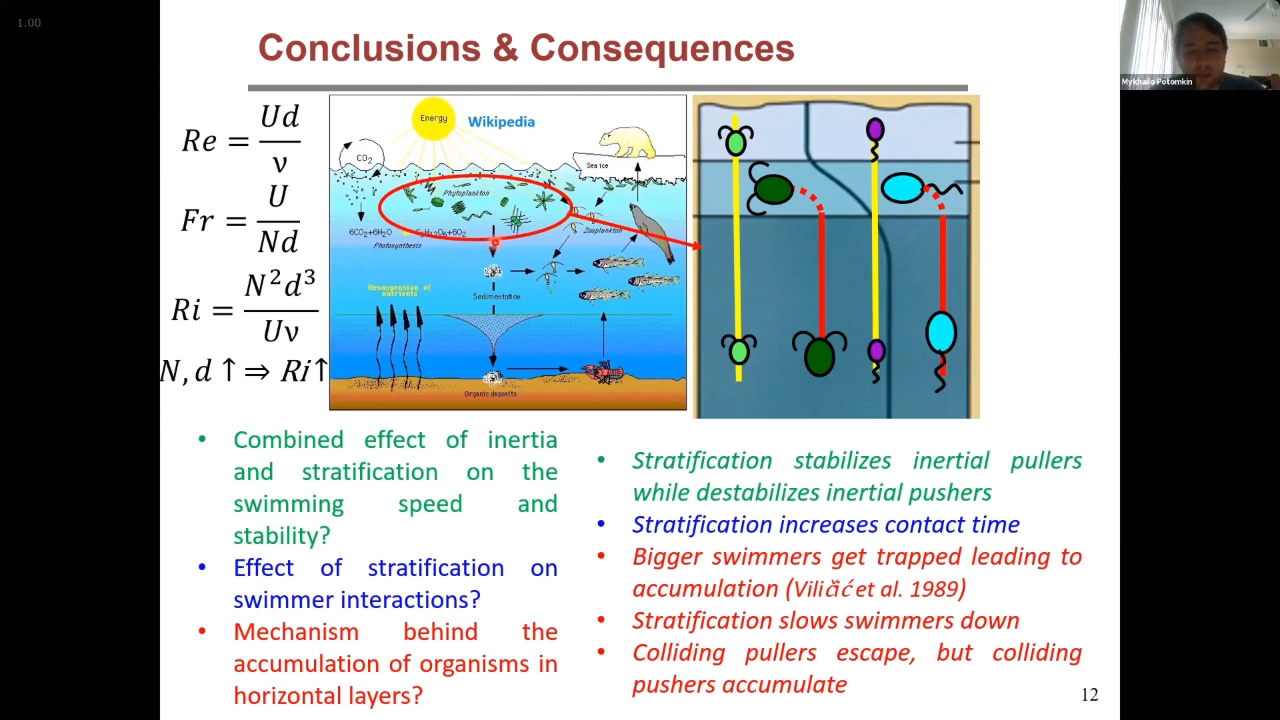 1.00
Conclusions & Consequences
Mykhailo Potomkin
Re = Ud / ν
Fr = U / Nd
Ri = N²d³ / Uν
N, d ↑ ⇒ Ri↑
Energy
Wikipedia
CO2
Sea ice
Phytoplankton
Zooplankton
6CO2+6H2O
6O2
Photosynthesis
Resuspension of
nutrients
Sedimentation
Organic deposits
• Combined effect of inertia
and stratification on the
swimming speed and
stability?
• Effect of stratification on
swimmer interactions?
• Mechanism behind the
accumulation of organisms in
horizontal layers?
• Stratification stabilizes inertial pullers
while destabilizes inertial pushers
• Stratification increases contact time
• Bigger swimmers get trapped leading to
accumulation (Viličić et al. 1989)
• Stratification slows swimmers down
• Colliding pullers escape, but colliding
pushers accumulate
12